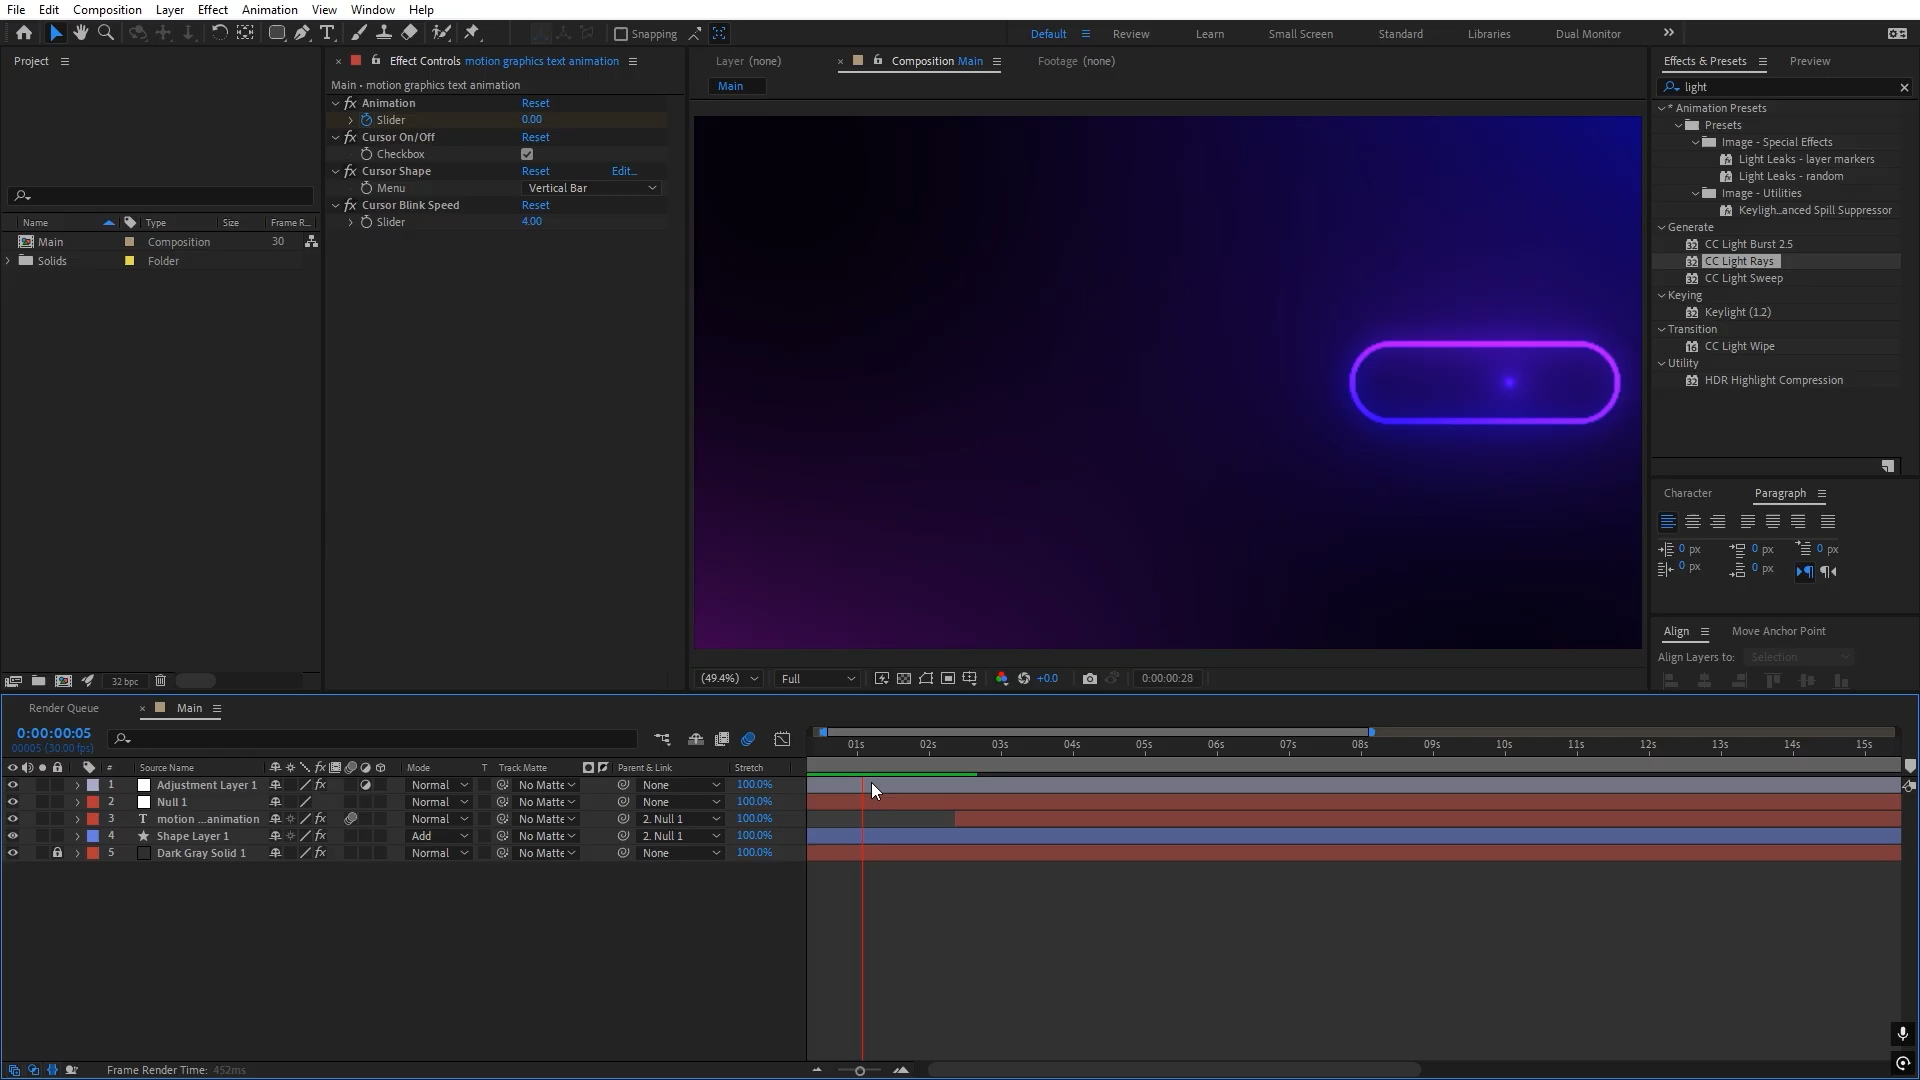 File Edit Composition Layer Effect Animation View Window Help
Snapping
Default Review Learn Small Screen Standard Libraries Dual Monitor
Project
Effect Controls motion graphics text animation
Layer (none)
Composition Main
Footage (none)
Effects & Presets
Preview
Main • motion graphics text animation
Main
light
fx Animation Reset
Slider 0.00
fx Cursor On/Off Reset
Checkbox
fx Cursor Shape Reset Edit...
Menu Vertical Bar
fx Cursor Blink Speed Reset
Slider 4.00
Name Type Size Frame R...
Main Composition 30
Solids Folder
* Animation Presets
Presets
Image - Special Effects
Light Leaks - layer markers
Light Leaks - random
Image - Utilities
Keyligh...anced Spill Suppressor
Generate
CC Light Burst 2.5
CC Light Rays
CC Light Sweep
Keying
Keylight (1.2)
Transition
CC Light Wipe
Utility
HDR Highlight Compression
Character Paragraph
0 px 0 px 0 px
0 px 0 px
Align Move Anchor Point
Align Layers to: Selection
32 bpc
(49.4%) Full +0.0 0:00:00:28
Render Queue Main
0:00:00:05
00005 (30.00 fps)
01s 02s 03s 04s 05s 06s 07s 08s 09s 10s 11s 12s 13s 14s 15s
# Source Name fx Mode T Track Matte Parent & Link Stretch
1 Adjustment Layer 1 fx Normal No Matte None 100.0%
2 Null 1 Normal No Matte None 100.0%
3 T motion ...animation fx Normal No Matte 2. Null 1 100.0%
4 Shape Layer 1 fx Add No Matte 2. Null 1 100.0%
5 Dark Gray Solid 1 fx Normal No Matte None 100.0%
Frame Render Time: 452ms